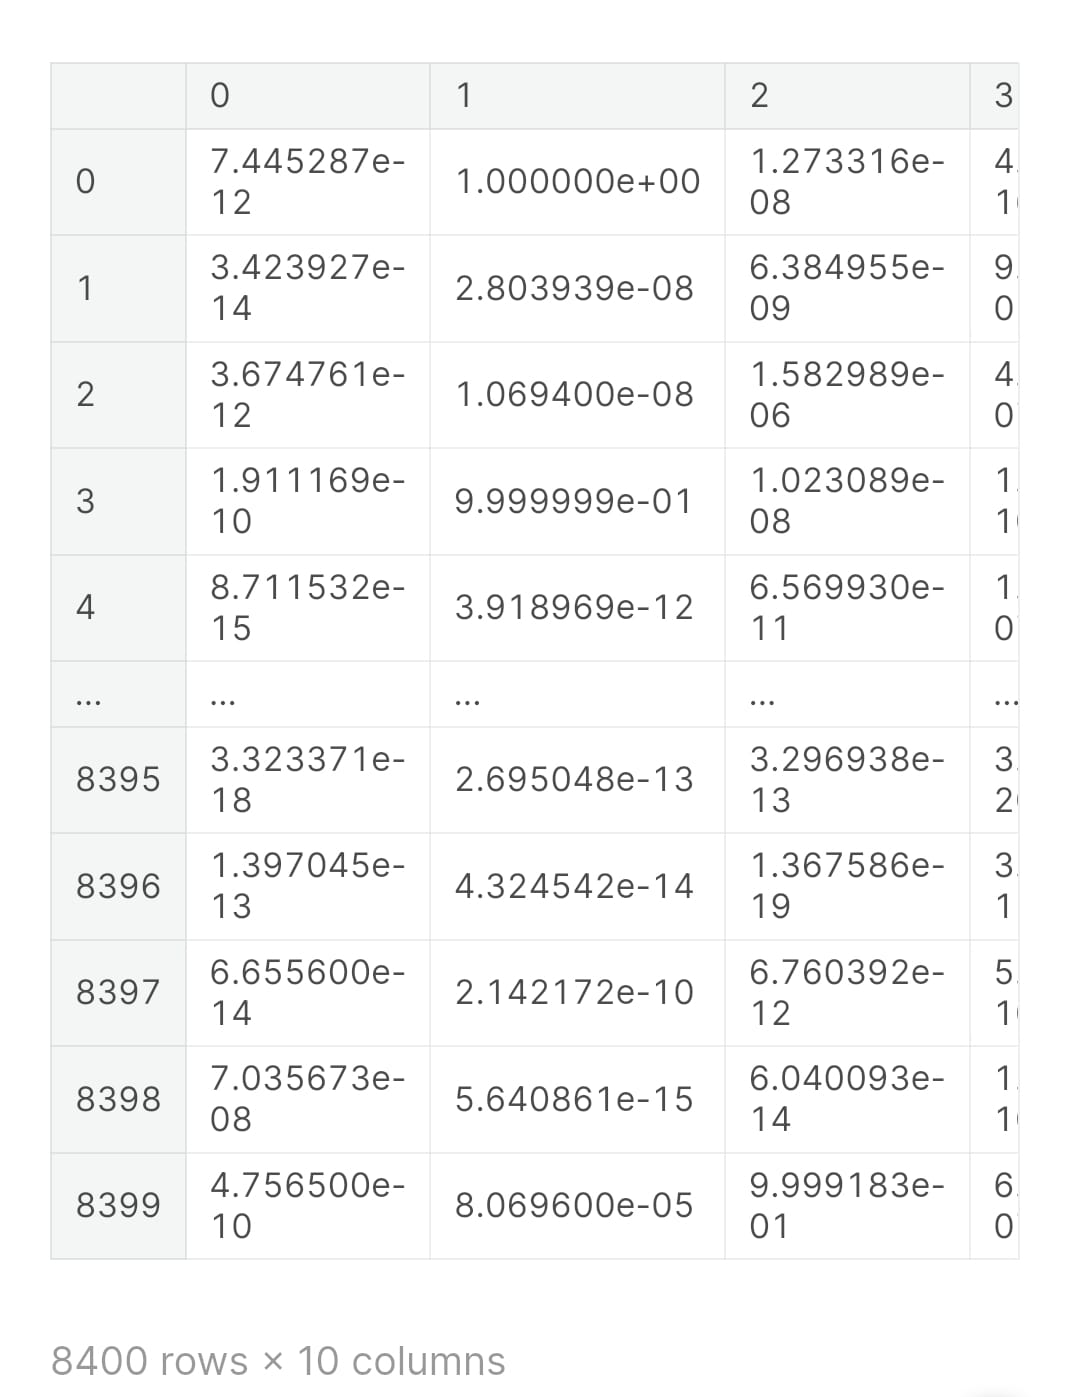 0 1 2 3
0 7.445287e-12 1.000000e+00 1.273316e-08
1 3.423927e-14 2.803939e-08 6.384955e-09
2 3.674761e-12 1.069400e-08 1.582989e-06
3 1.911169e-10 9.999999e-01 1.023089e-08
4 8.711532e-15 3.918969e-12 6.569930e-11
... ... ... ... ...
8395 3.323371e-18 2.695048e-13 3.296938e-13
8396 1.397045e-13 4.324542e-14 1.367586e-19
8397 6.655600e-14 2.142172e-10 6.760392e-12
8398 7.035673e-08 5.640861e-15 6.040093e-14
8399 4.756500e-10 8.069600e-05 9.999183e-01
8400 rows × 10 columns